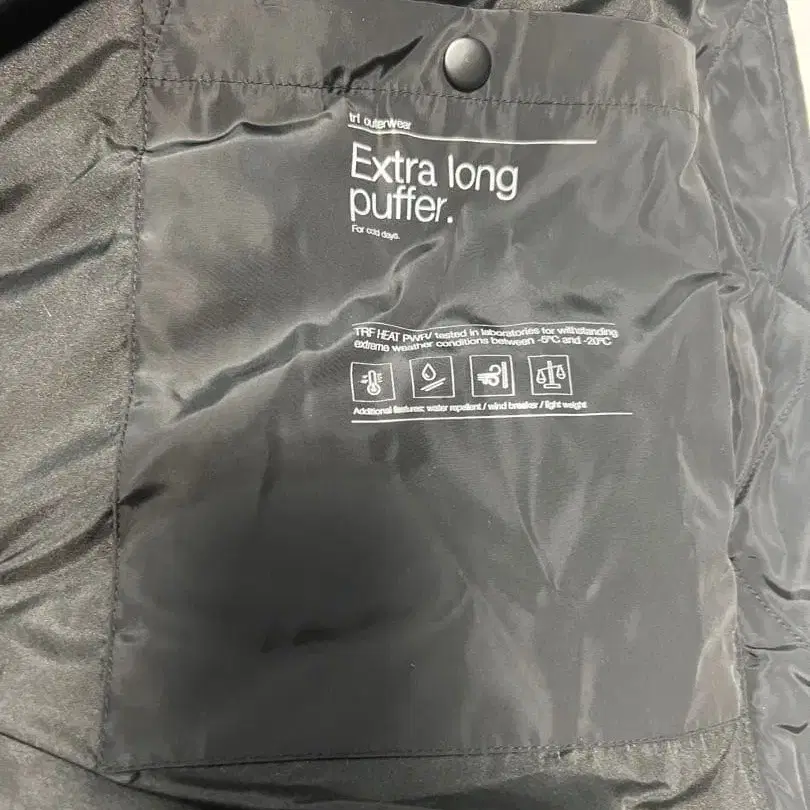 trf outerwear
Extra long
puffer.
For cold days.
TRF HEAT PWR/ tested in laboratories for withstanding
extreme weather conditions between -5ºC and -20ºC
Additional features: water repellent / wind breaker / light weight